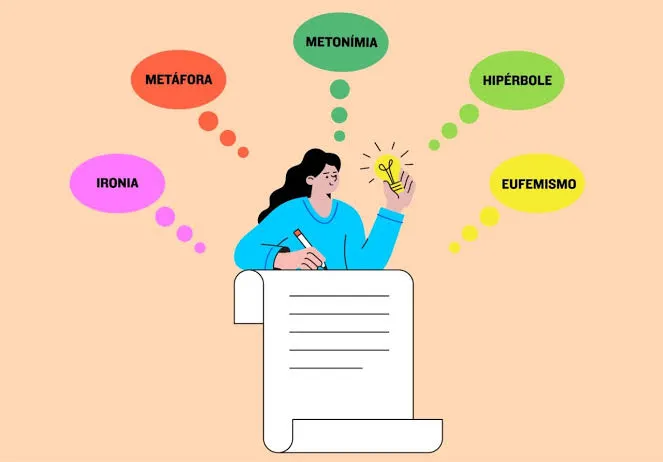 METONÍMIA
METÁFORA
HIPÉRBOLE
IRONIA
EUFEMISMO